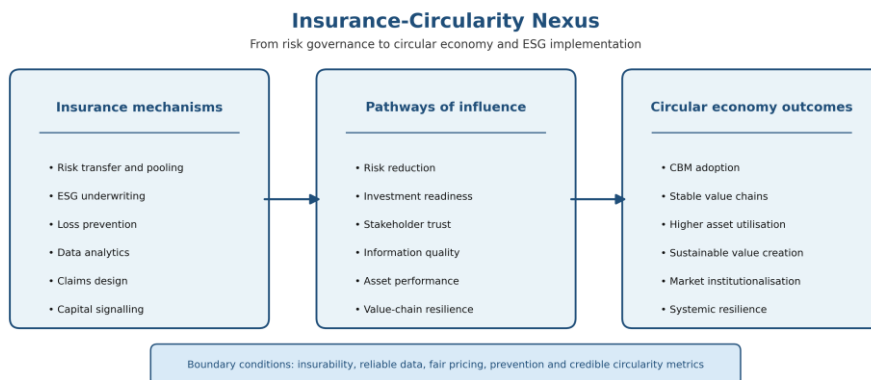 Insurance-Circularity Nexus
From risk governance to circular economy and ESG implementation
Insurance mechanisms
• Risk transfer and pooling
• ESG underwriting
• Loss prevention
• Data analytics
• Claims design
• Capital signalling
Pathways of influence
• Risk reduction
• Investment readiness
• Stakeholder trust
• Information quality
• Asset performance
• Value-chain resilience
Circular economy outcomes
• CBM adoption
• Stable value chains
• Higher asset utilisation
• Sustainable value creation
• Market institutionalisation
• Systemic resilience
Boundary conditions: insurability, reliable data, fair pricing, prevention and credible circularity metrics